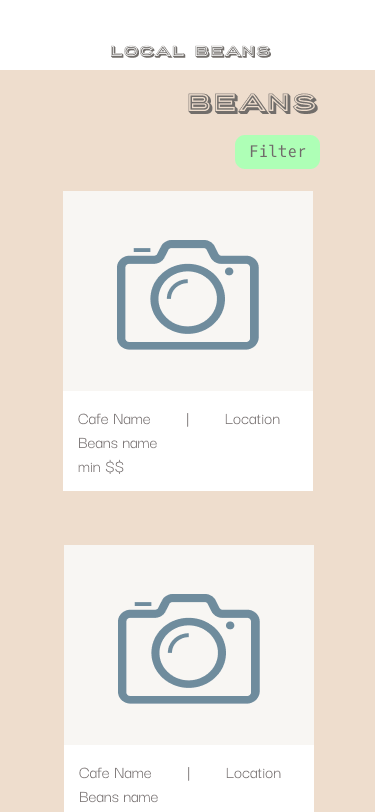 LOCAL BEANS
BEANS
Filter
Cafe Name | Location
Beans name
min $$
Cafe Name | Location
Beans name